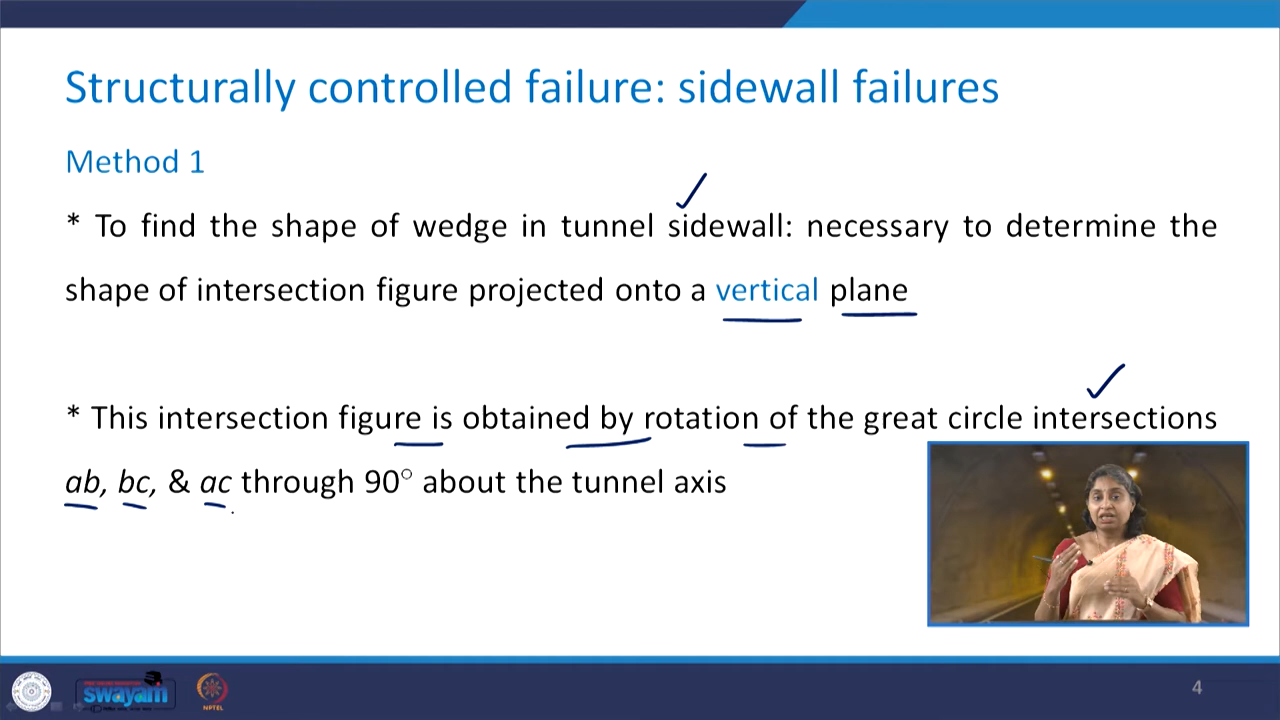 Structurally controlled failure: sidewall failures
Method 1
* To find the shape of wedge in tunnel sidewall: necessary to determine the
shape of intersection figure projected onto a vertical plane
* This intersection figure is obtained by rotation of the great circle intersections
ab, bc, & ac through 90° about the tunnel axis
swayam
NPTEL
4